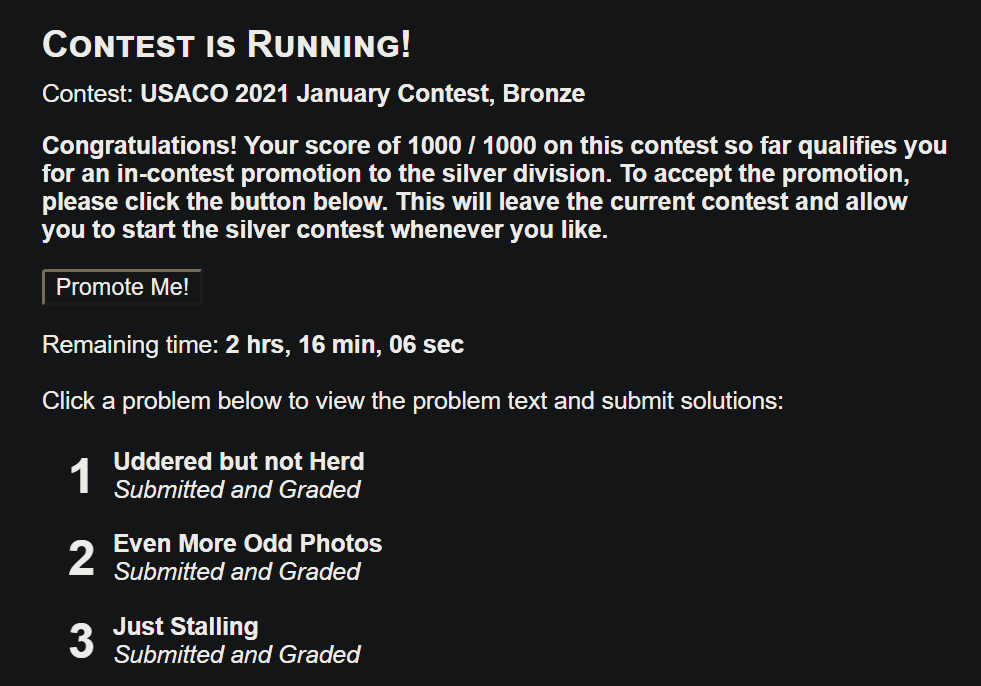 Contest is Running!
Contest: USACO 2021 January Contest, Bronze
Congratulations! Your score of 1000 / 1000 on this contest so far qualifies you
for an in-contest promotion to the silver division. To accept the promotion,
please click the button below. This will leave the current contest and allow
you to start the silver contest whenever you like.
Promote Me!
Remaining time: 2 hrs, 16 min, 06 sec
Click a problem below to view the problem text and submit solutions:
1 Uddered but not Herd
Submitted and Graded
2 Even More Odd Photos
Submitted and Graded
3 Just Stalling
Submitted and Graded